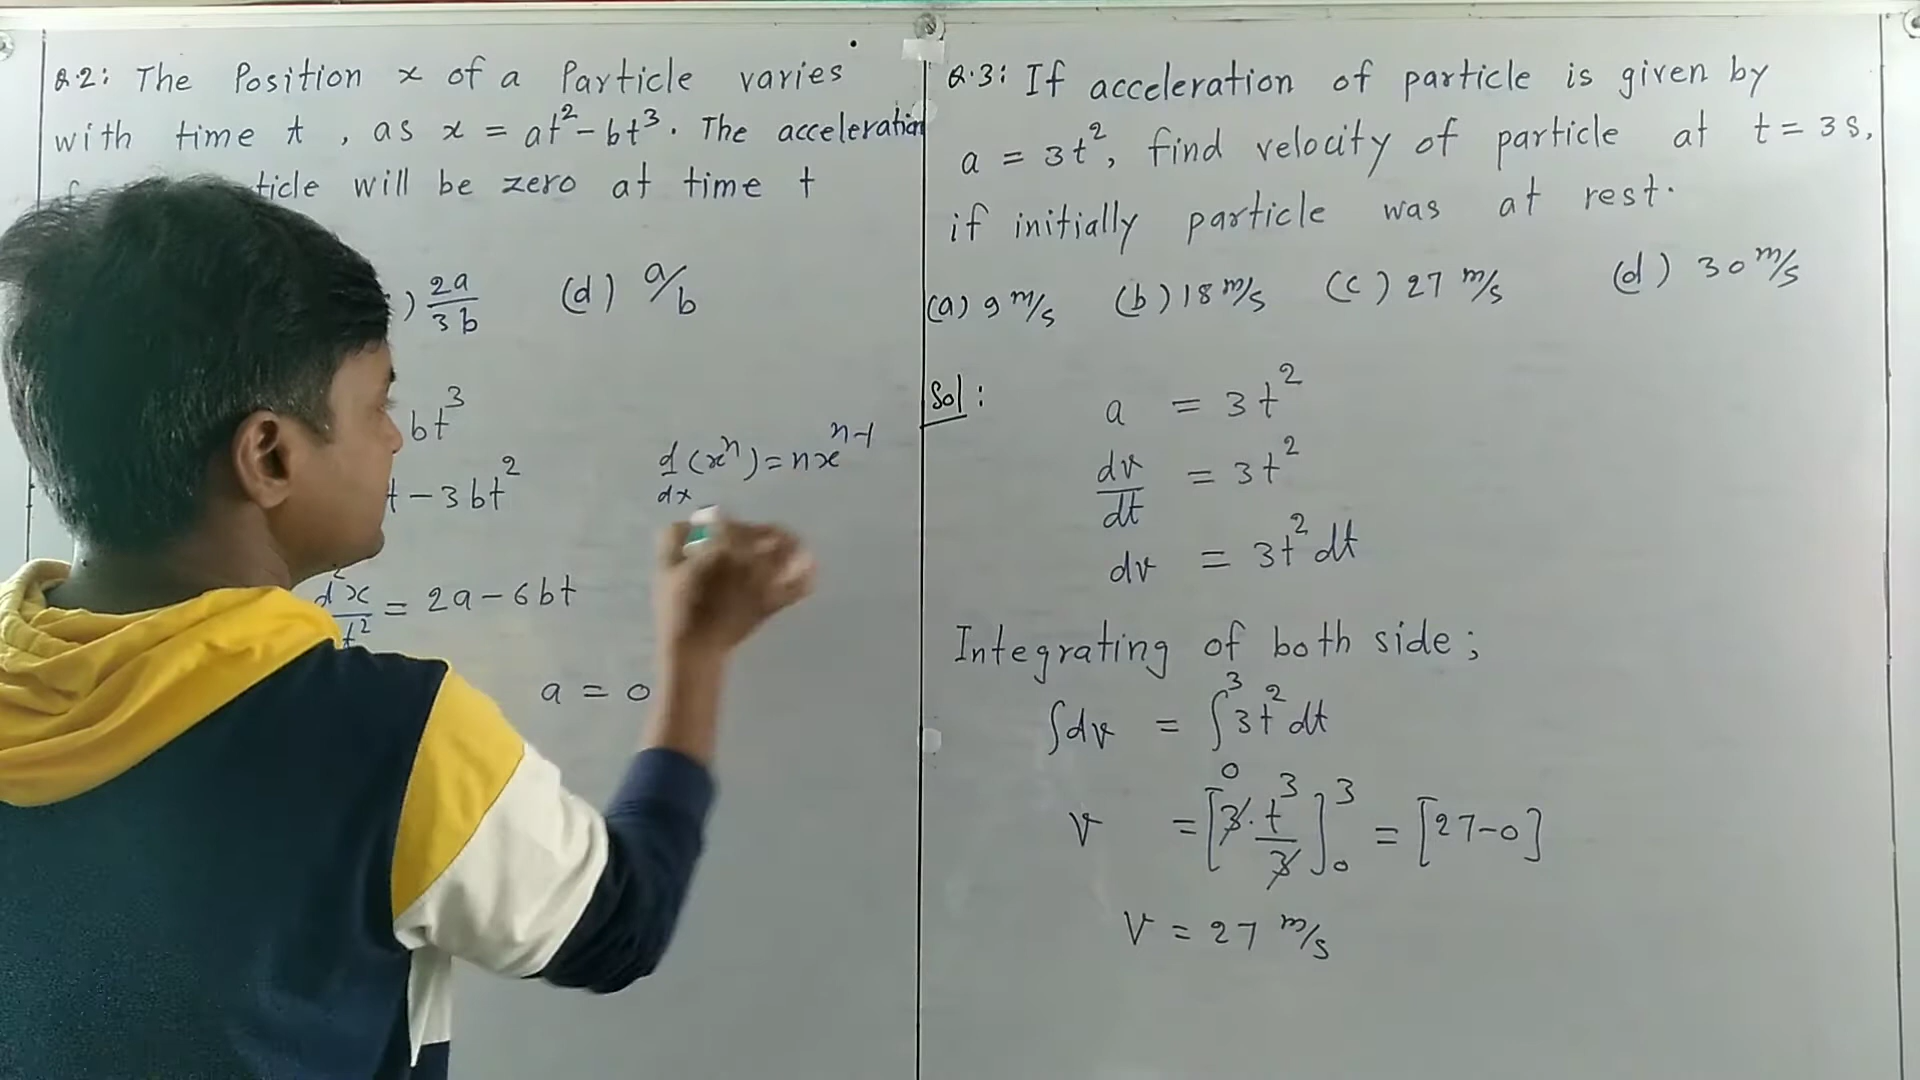 Q.2: The Position x of a Particle varies
with time t, as x = at² - bt³. The acceleration
ticle will be zero at time t
) 2a/3b (d) a/b
bt³
t - 3bt²
d/dx (xⁿ) = nxⁿ⁻¹
d²x/t² = 2a - 6bt
a = 0
Q.3: If acceleration of particle is given by
a = 3t², find velocity of particle at t = 3s,
if initially particle was at rest.
(a) 9 m/s (b) 18 m/s (c) 27 m/s (d) 30 m/s
Sol:
a = 3t²
dv/dt = 3t²
dv = 3t² dt
Integrating of both side;
∫dv = ∫₀³ 3t² dt
v = [3·t³/3]₀³ = [27-0]
V = 27 m/s